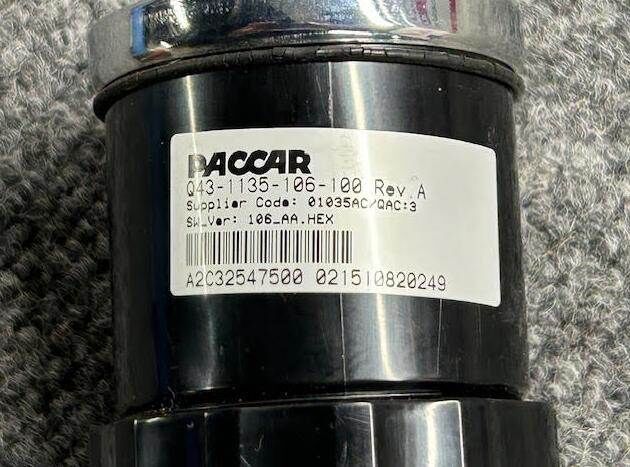 PACCAR
Q43-1135-106-100 Rev.A
Supplier Code: 01035AC/QAC:3
SW_Ver: 106_AA.HEX
A2C32547500 021510820249